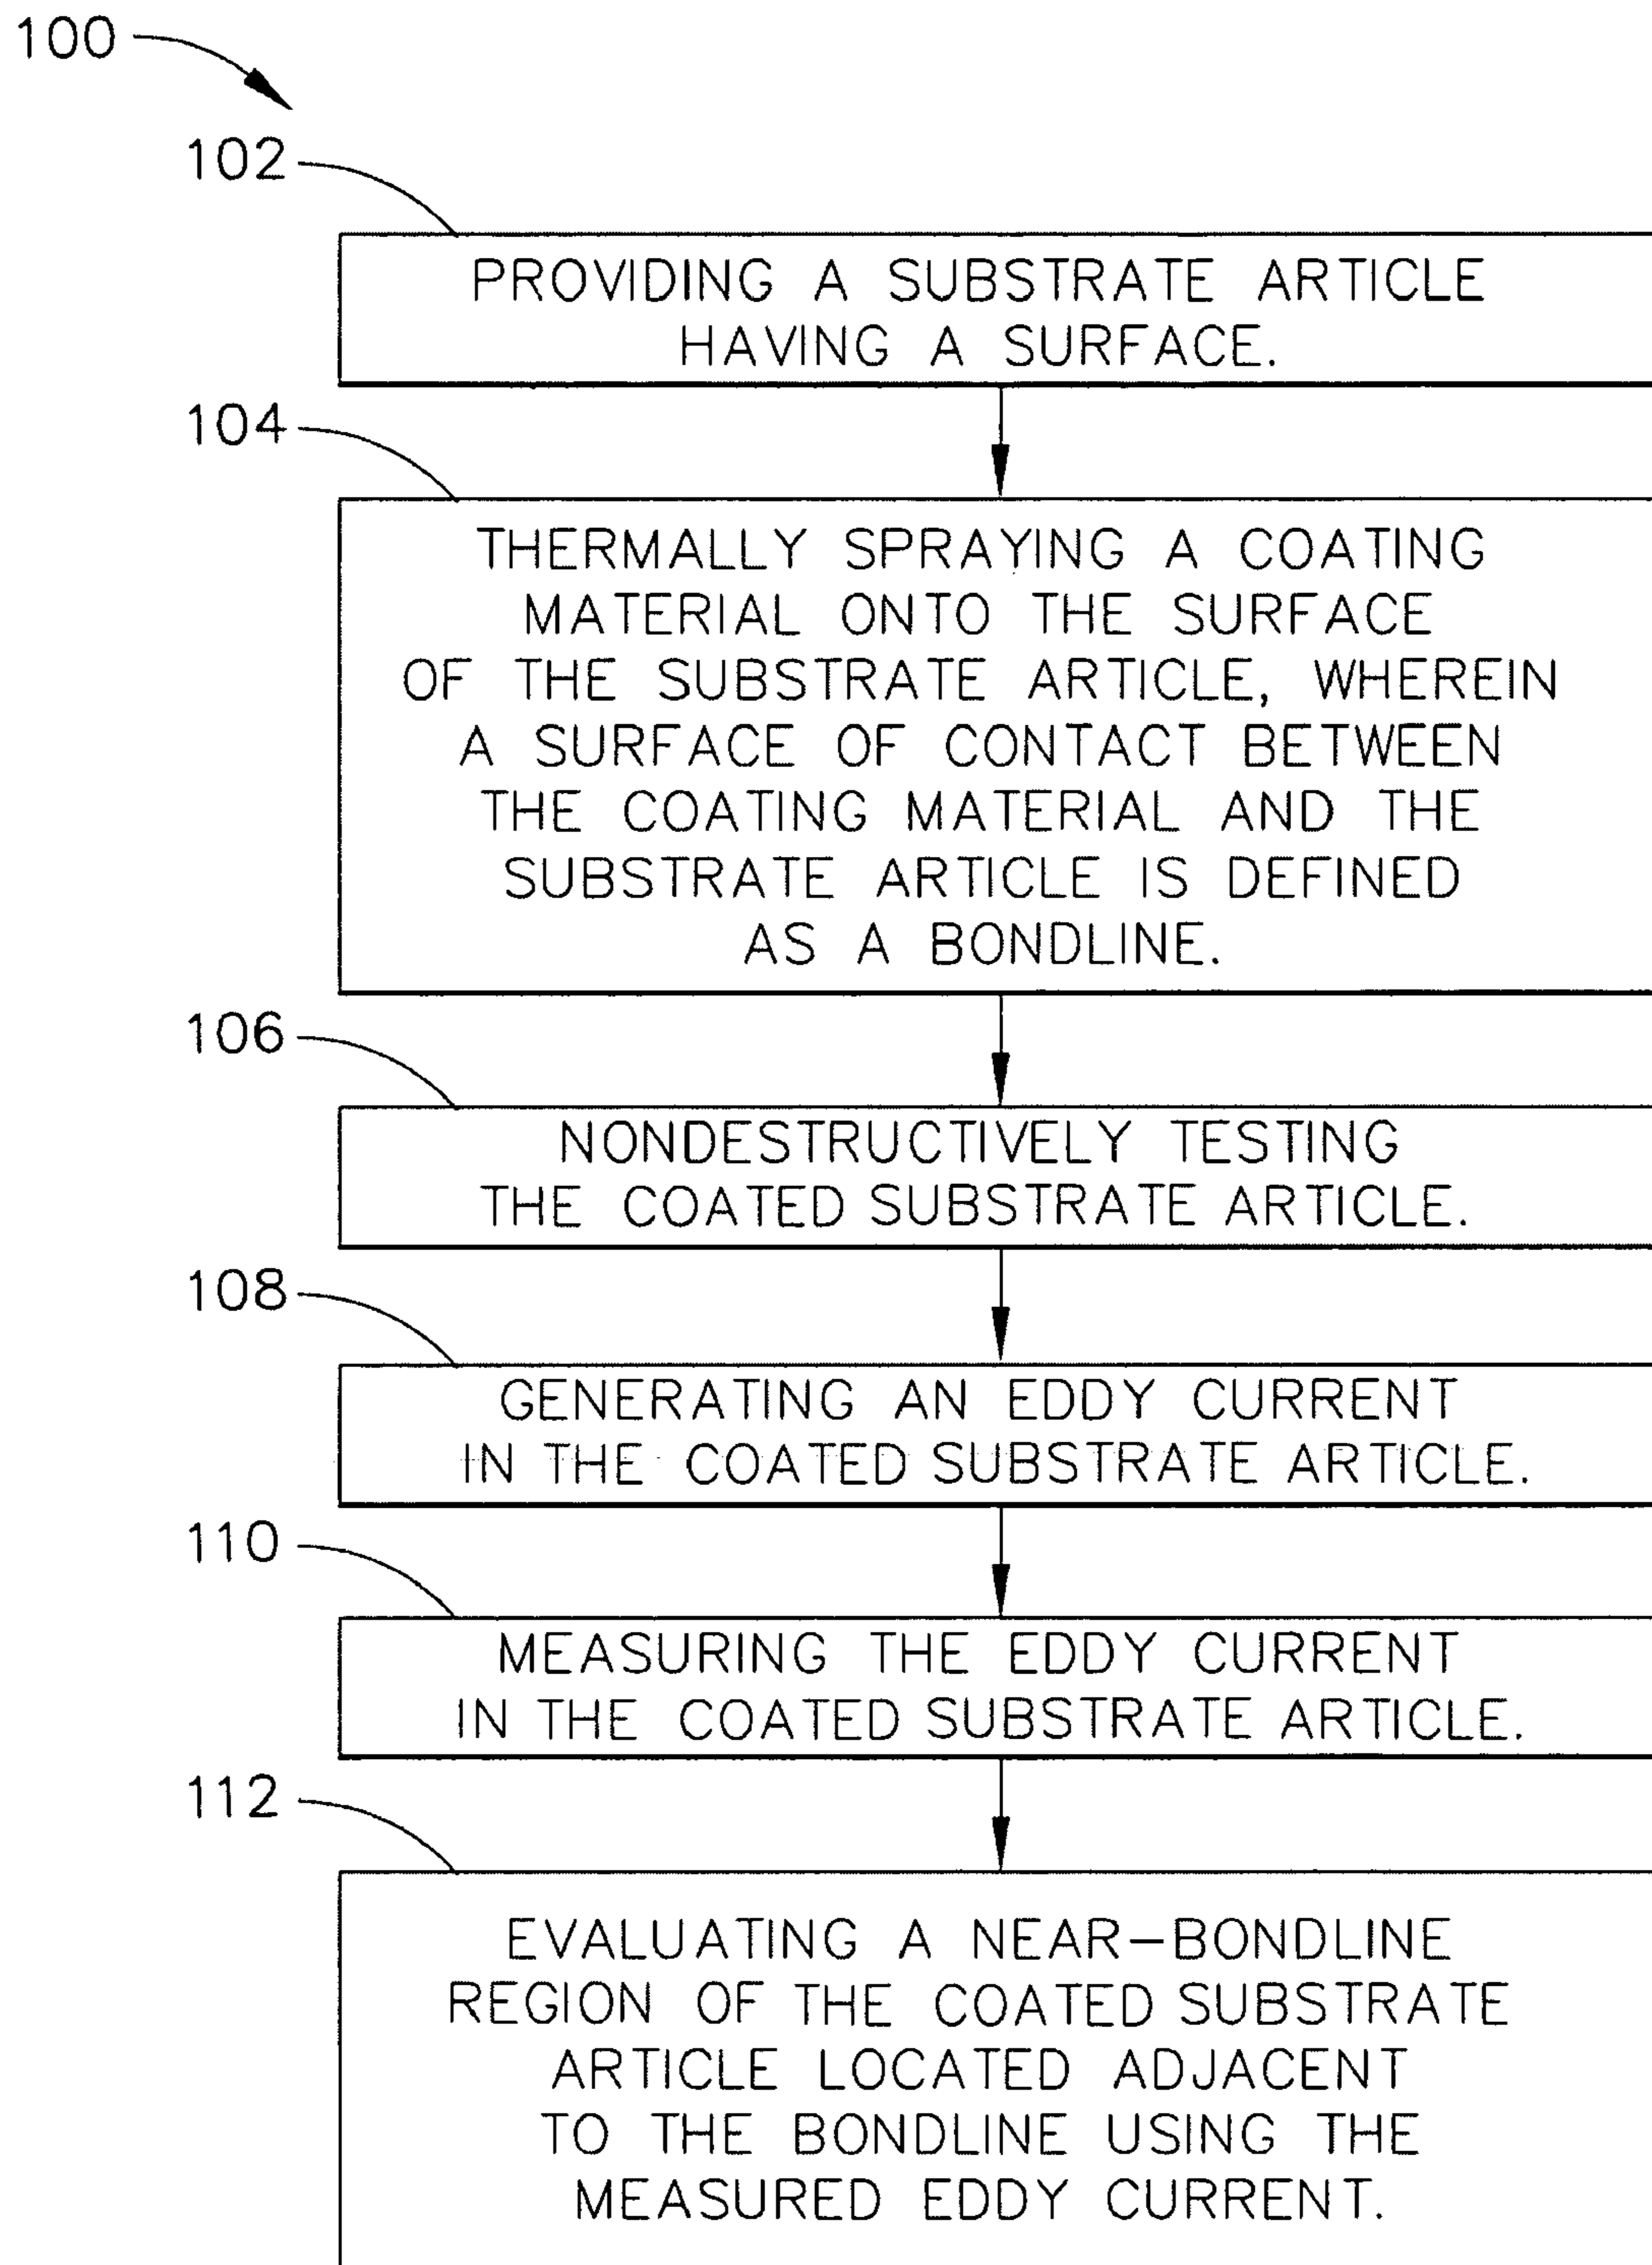 100
102
PROVIDING A SUBSTRATE ARTICLE
HAVING A SURFACE.
104
THERMALLY SPRAYING A COATING
MATERIAL ONTO THE SURFACE
OF THE SUBSTRATE ARTICLE, WHEREIN
A SURFACE OF CONTACT BETWEEN
THE COATING MATERIAL AND THE
SUBSTRATE ARTICLE IS DEFINED
AS A BONDLINE.
106
NONDESTRUCTIVELY TESTING
THE COATED SUBSTRATE ARTICLE.
108
GENERATING AN EDDY CURRENT
IN THE COATED SUBSTRATE ARTICLE.
110
MEASURING THE EDDY CURRENT
IN THE COATED SUBSTRATE ARTICLE.
112
EVALUATING A NEAR–BONDLINE
REGION OF THE COATED SUBSTRATE
ARTICLE LOCATED ADJACENT
TO THE BONDLINE USING THE
MEASURED EDDY CURRENT.